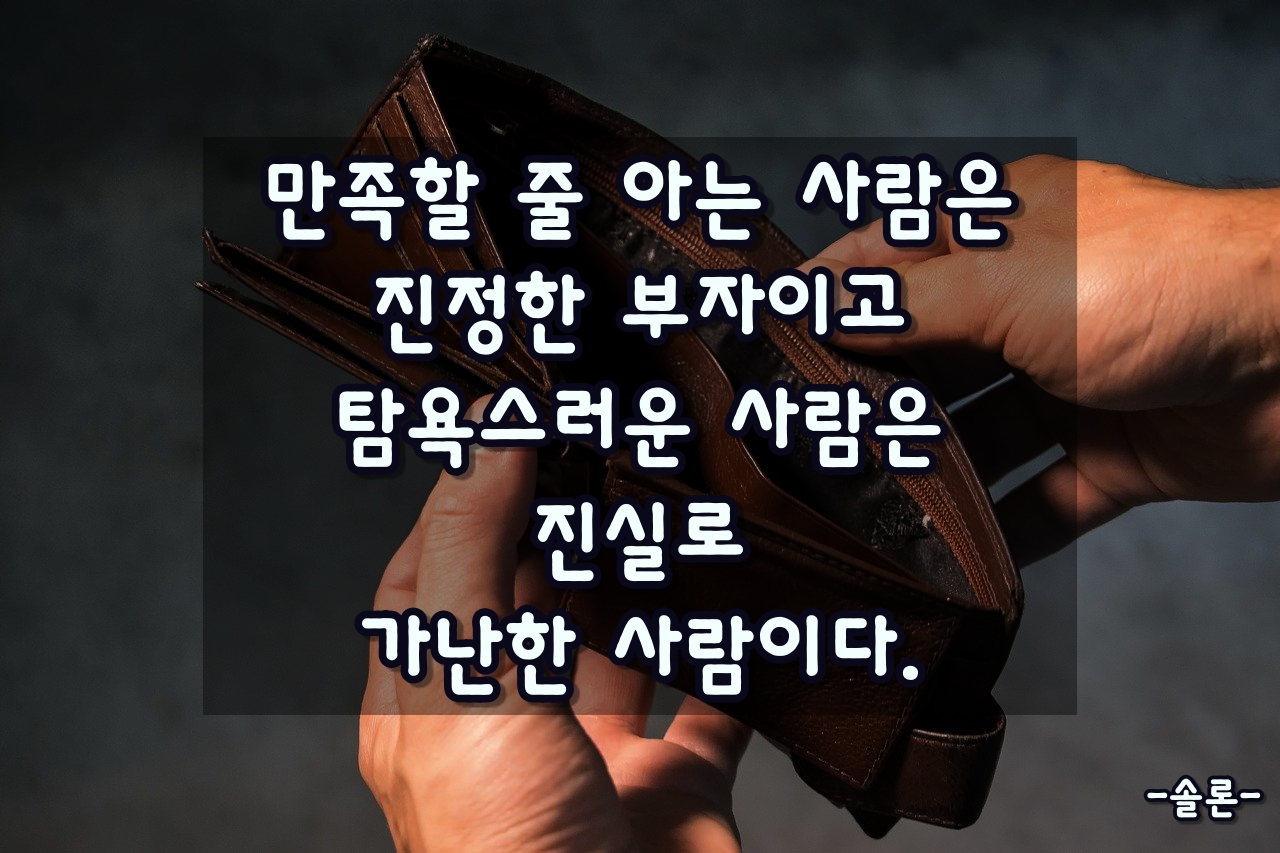 만족할 줄 아는 사람은
진정한 부자이고
탐욕스러운 사람은
진실로
가난한 사람이다.
-솔론-